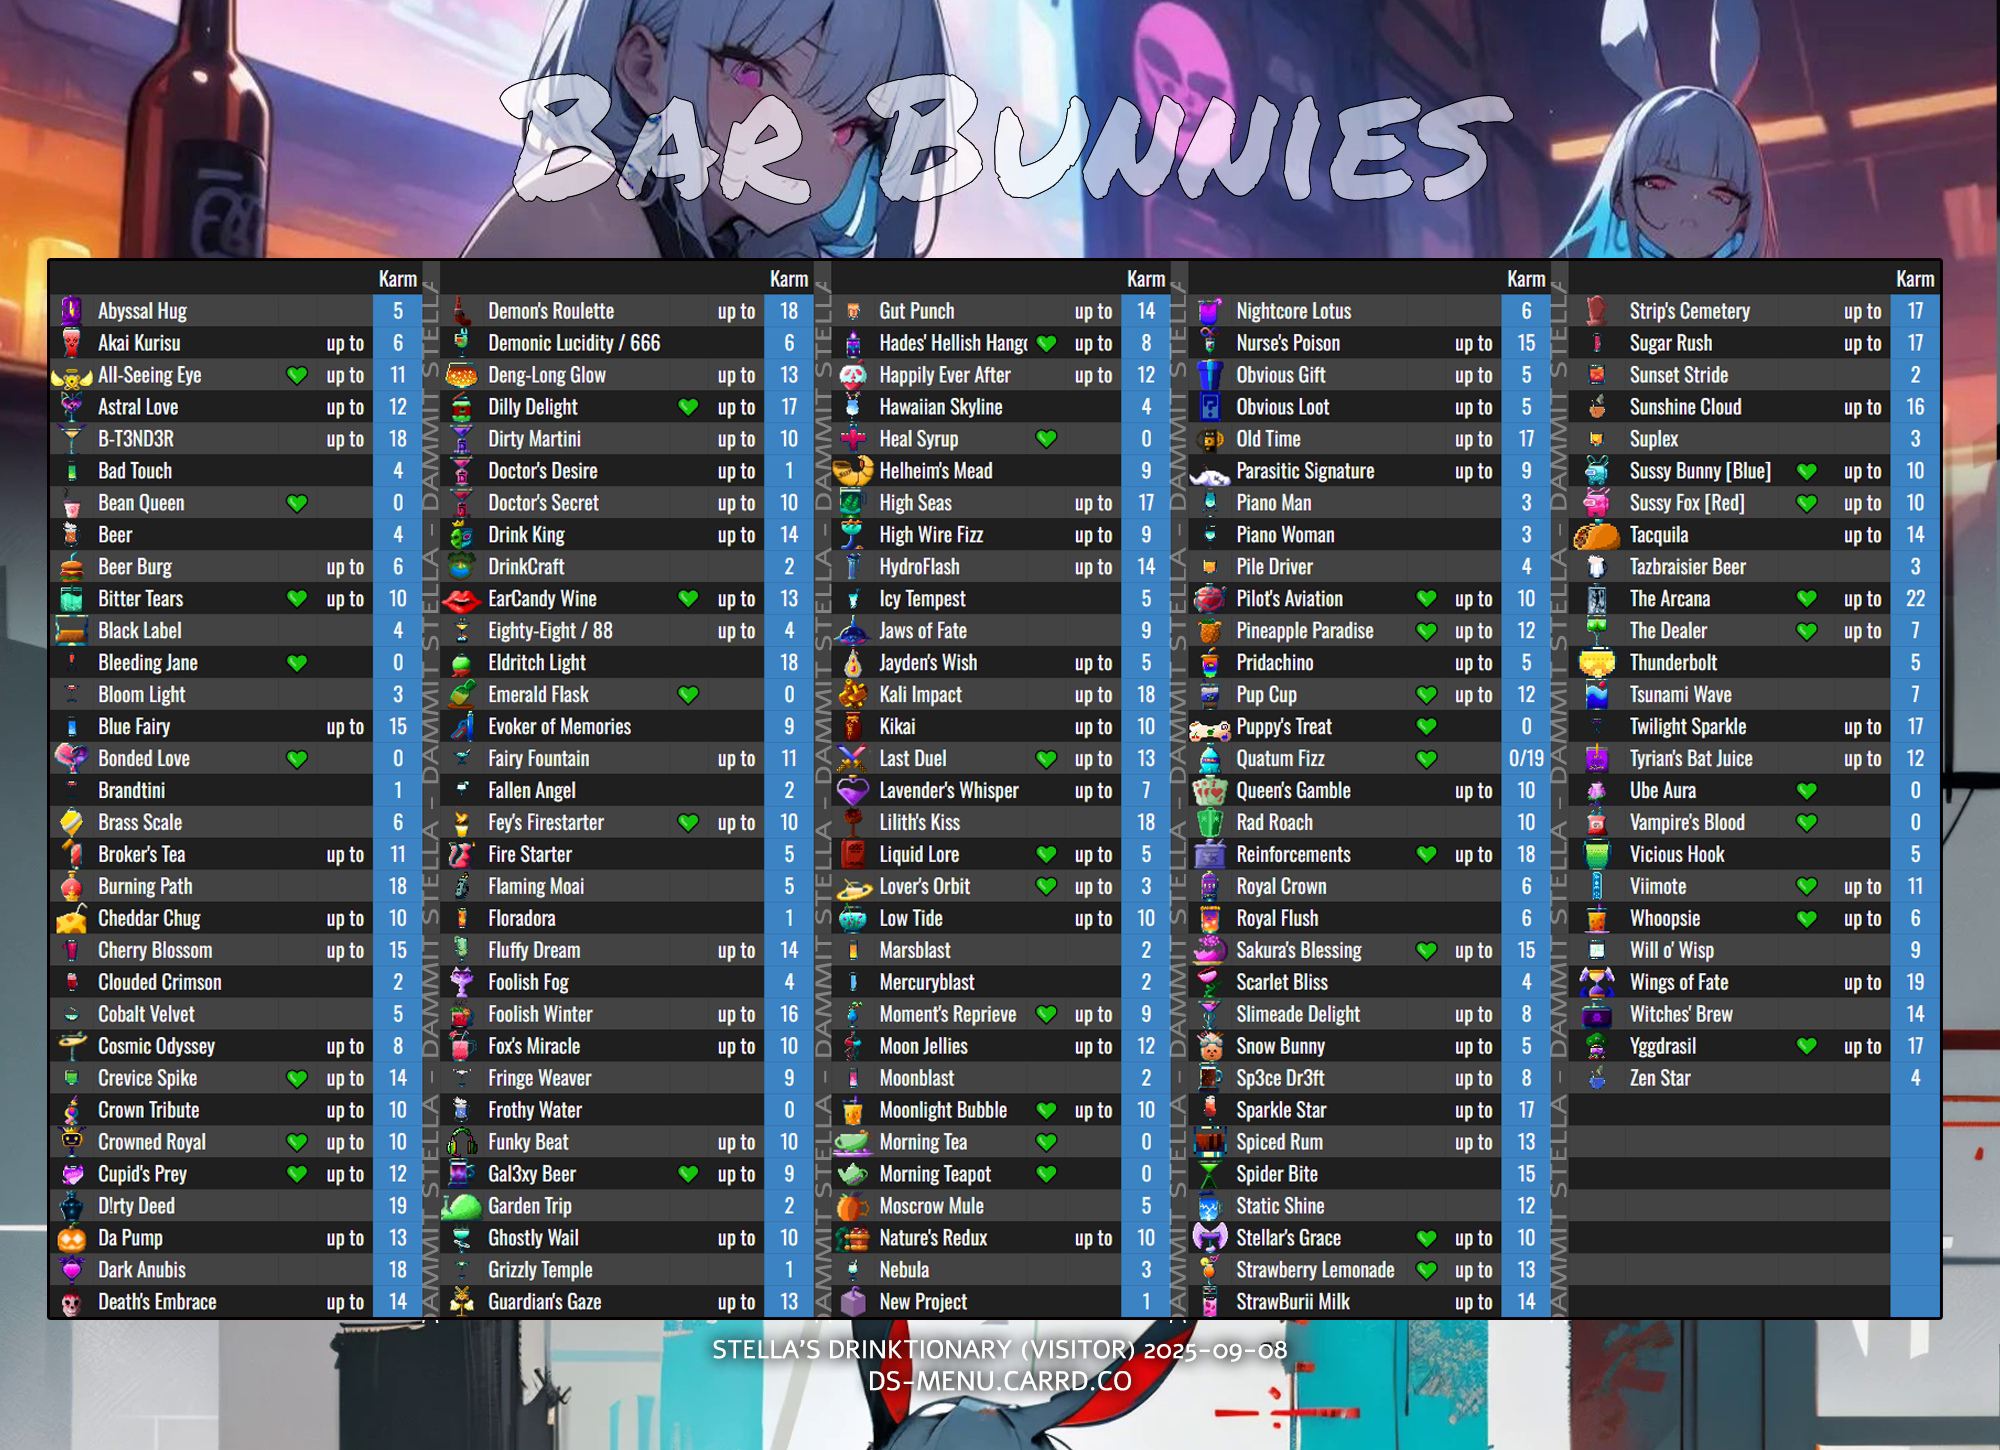 BAR BUNNIES
Karm
Abyssal Hug 5
Akai Kurisu up to 6
All-Seeing Eye up to 11
Astral Love up to 12
B-T3ND3R up to 18
Bad Touch 4
Bean Queen 0
Beer 4
Beer Burg up to 6
Bitter Tears up to 10
Black Label 4
Bleeding Jane 0
Bloom Light 3
Blue Fairy up to 15
Bonded Love 0
Brandtini 1
Brass Scale 6
Broker's Tea up to 11
Burning Path 18
Cheddar Chug up to 10
Cherry Blossom up to 15
Clouded Crimson 2
Cobalt Velvet 5
Cosmic Odyssey up to 8
Crevice Spike up to 14
Crown Tribute up to 10
Crowned Royal up to 10
Cupid's Prey up to 12
D!rty Deed 19
Da Pump up to 13
Dark Anubis 18
Death's Embrace up to 14
Karm
Demon's Roulette up to 18
Demonic Lucidity / 666 6
Deng-Long Glow up to 13
Dilly Delight up to 17
Dirty Martini up to 10
Doctor's Desire up to 1
Doctor's Secret up to 10
Drink King up to 14
DrinkCraft 2
EarCandy Wine up to 13
Eighty-Eight / 88 up to 4
Eldritch Light 18
Emerald Flask 0
Evoker of Memories 9
Fairy Fountain up to 11
Fallen Angel 2
Fey's Firestarter up to 10
Fire Starter 5
Flaming Moai 5
Floradora 1
Fluffy Dream up to 14
Foolish Fog 4
Foolish Winter up to 16
Fox's Miracle up to 10
Fringe Weaver 9
Frothy Water 0
Funky Beat up to 10
Gal3xy Beer up to 9
Garden Trip 2
Ghostly Wail up to 10
Grizzly Temple 1
Guardian's Gaze up to 13
Karm
Gut Punch up to 14
Hades' Hellish Hango up to 8
Happily Ever After up to 12
Hawaiian Skyline 4
Heal Syrup 0
Helheim's Mead 9
High Seas up to 17
High Wire Fizz up to 9
HydroFlash up to 14
Icy Tempest 5
Jaws of Fate 9
Jayden's Wish up to 5
Kali Impact up to 18
Kikai up to 10
Last Duel up to 13
Lavender's Whisper up to 7
Lilith's Kiss 18
Liquid Lore up to 5
Lover's Orbit up to 3
Low Tide up to 10
Marsblast 2
Mercuryblast 2
Moment's Reprieve up to 9
Moon Jellies up to 12
Moonblast 2
Moonlight Bubble up to 10
Morning Tea 0
Morning Teapot 0
Moscrow Mule 5
Nature's Redux up to 10
Nebula 3
New Project 1
Karm
Nightcore Lotus 6
Nurse's Poison up to 15
Obvious Gift up to 5
Obvious Loot up to 5
Old Time up to 17
Parasitic Signature up to 9
Piano Man 3
Piano Woman 3
Pile Driver 4
Pilot's Aviation up to 10
Pineapple Paradise up to 12
Pridachino up to 5
Pup Cup up to 12
Puppy's Treat 0
Quatum Fizz 0/19
Queen's Gamble up to 10
Rad Roach 10
Reinforcements up to 18
Royal Crown 6
Royal Flush 6
Sakura's Blessing up to 15
Scarlet Bliss 4
Slimeade Delight up to 8
Snow Bunny up to 5
Sp3ce Dr3ft up to 8
Sparkle Star up to 17
Spiced Rum up to 13
Spider Bite 15
Static Shine 12
Stellar's Grace up to 10
Strawberry Lemonade up to 13
StrawBurii Milk up to 14
Karm
Strip's Cemetery up to 17
Sugar Rush up to 17
Sunset Stride 2
Sunshine Cloud up to 16
Suplex 3
Sussy Bunny [Blue] up to 10
Sussy Fox [Red] up to 10
Tacquila up to 14
Tazbraisier Beer 3
The Arcana up to 22
The Dealer up to 7
Thunderbolt 5
Tsunami Wave 7
Twilight Sparkle up to 17
Tyrian's Bat Juice up to 12
Ube Aura 0
Vampire's Blood 0
Vicious Hook 5
Viimote up to 11
Whoopsie up to 6
Will o' Wisp 9
Wings of Fate up to 19
Witches' Brew 14
Yggdrasil up to 17
Zen Star 4
STELLA'S DRINKTIONARY (VISITOR) 2025-09-08
DS-MENU.CARRD.CO